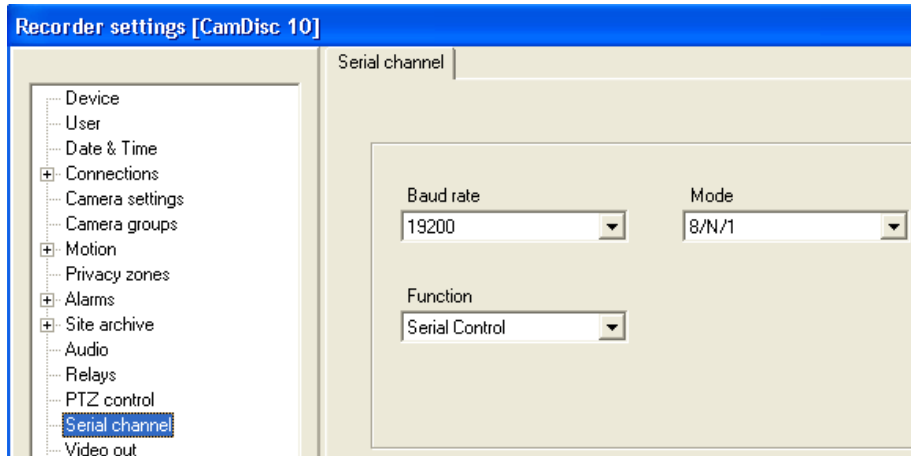 Recorder settings [CamDisc 10]
Serial channel
Device
User
Date & Time
Connections
Camera settings
Camera groups
Motion
Privacy zones
Alarms
Site archive
Audio
Relays
PTZ control
Serial channel
Video out
Baud rate
Mode
19200
8/N/1
Function
Serial Control